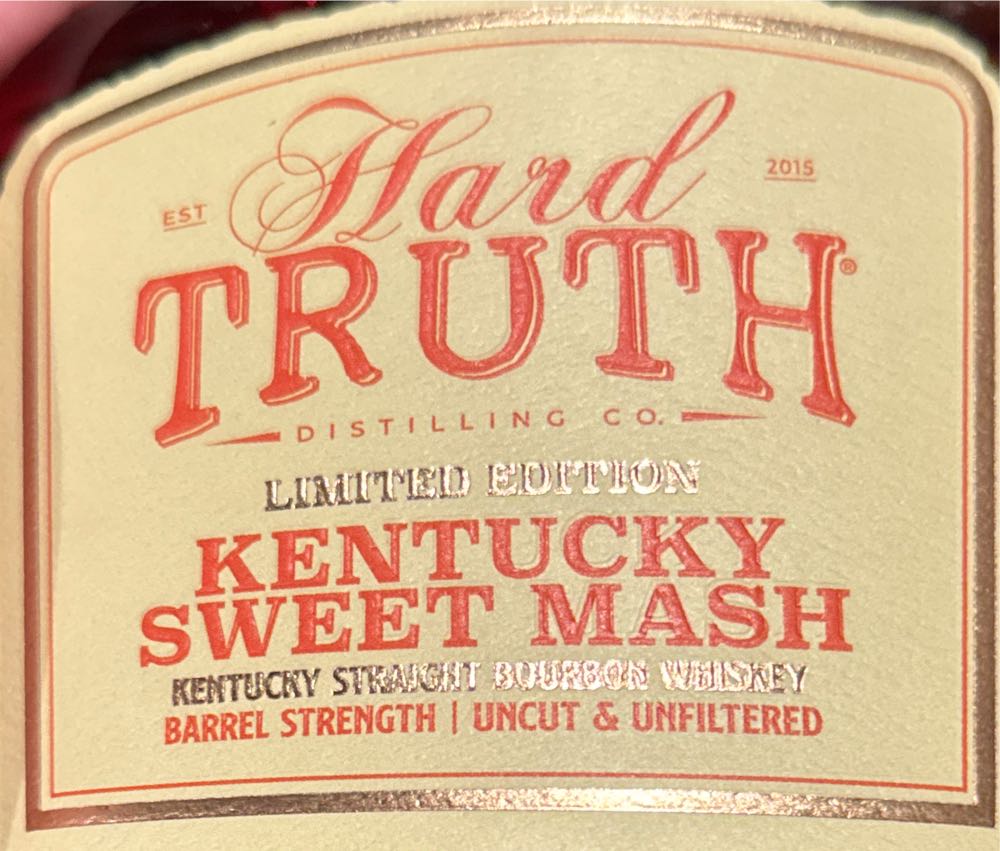 Hard
EST 2015
TRUTH®
DISTILLING CO.
LIMITED EDITION
KENTUCKY
SWEET MASH
KENTUCKY STRAIGHT BOURBON WHISKEY
BARREL STRENGTH | UNCUT & UNFILTERED